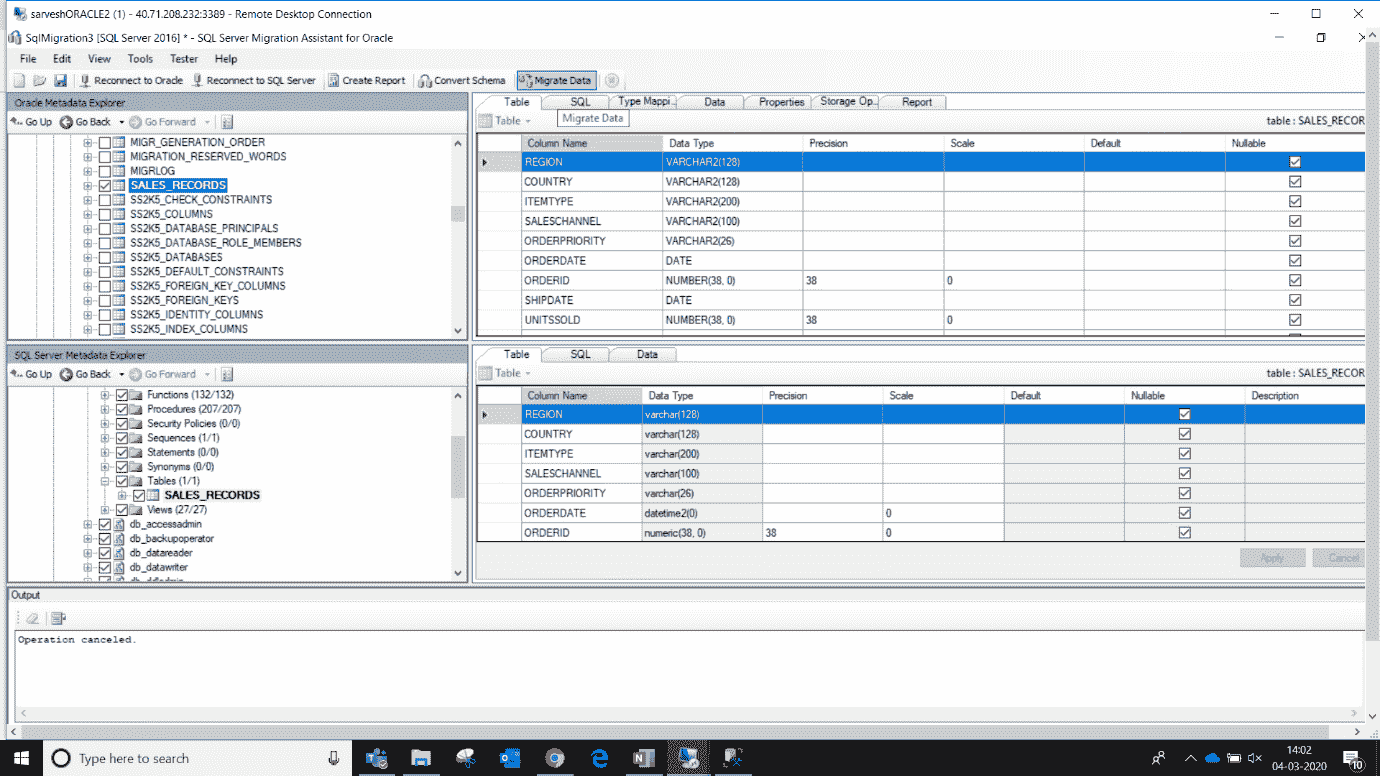 sarveshORACLE2 (1) - 40.71.208.232:3389 - Remote Desktop Connection
SqlMigration3 [SQL Server 2016] * - SQL Server Migration Assistant for Oracle
File Edit View Tools Tester Help
Reconnect to Oracle Reconnect to SQL Server Create Report Convert Schema Migrate Data
Oracle Metadata Explorer
Go Up Go Back Go Forward
MIGR_GENERATION_ORDER
MIGRATION_RESERVED_WORDS
MIGRLOG
SALES_RECORDS
SS2K5_CHECK_CONSTRAINTS
SS2K5_COLUMNS
SS2K5_DATABASE_PRINCIPALS
SS2K5_DATABASE_ROLE_MEMBERS
SS2K5_DATABASES
SS2K5_DEFAULT_CONSTRAINTS
SS2K5_FOREIGN_KEY_COLUMNS
SS2K5_FOREIGN_KEYS
SS2K5_IDENTITY_COLUMNS
SS2K5_INDEX_COLUMNS
Table SQL Type Mappi.. Data Properties Storage Op.. Report
Table Migrate Data table : SALES_RECOR
Column Name Data Type Precision Scale Default Nullable
REGION VARCHAR2(128)
COUNTRY VARCHAR2(128)
ITEMTYPE VARCHAR2(200)
SALESCHANNEL VARCHAR2(100)
ORDERPRIORITY VARCHAR2(26)
ORDERDATE DATE
ORDERID NUMBER(38, 0) 38 0
SHIPDATE DATE
UNITSSOLD NUMBER(38, 0) 38 0
SQL Server Metadata Explorer
Go Up Go Back Go Forward
Functions (132/132)
Procedures (207/207)
Security Policies (0/0)
Sequences (1/1)
Statements (0/0)
Synonyms (0/0)
Tables (1/1)
SALES_RECORDS
Views (27/27)
db_accessadmin
db_backupoperator
db_datareader
db_datawriter
Table SQL Data
Table table : SALES_RECOR
Column Name Data Type Precision Scale Default Nullable Description
REGION varchar(128)
COUNTRY varchar(128)
ITEMTYPE varchar(200)
SALESCHANNEL varchar(100)
ORDERPRIORITY varchar(26)
ORDERDATE datetime2(0) 0
ORDERID numeric(38, 0) 38 0
Apply Cancel
Output
Operation canceled.
Type here to search
14:02
04-03-2020
10